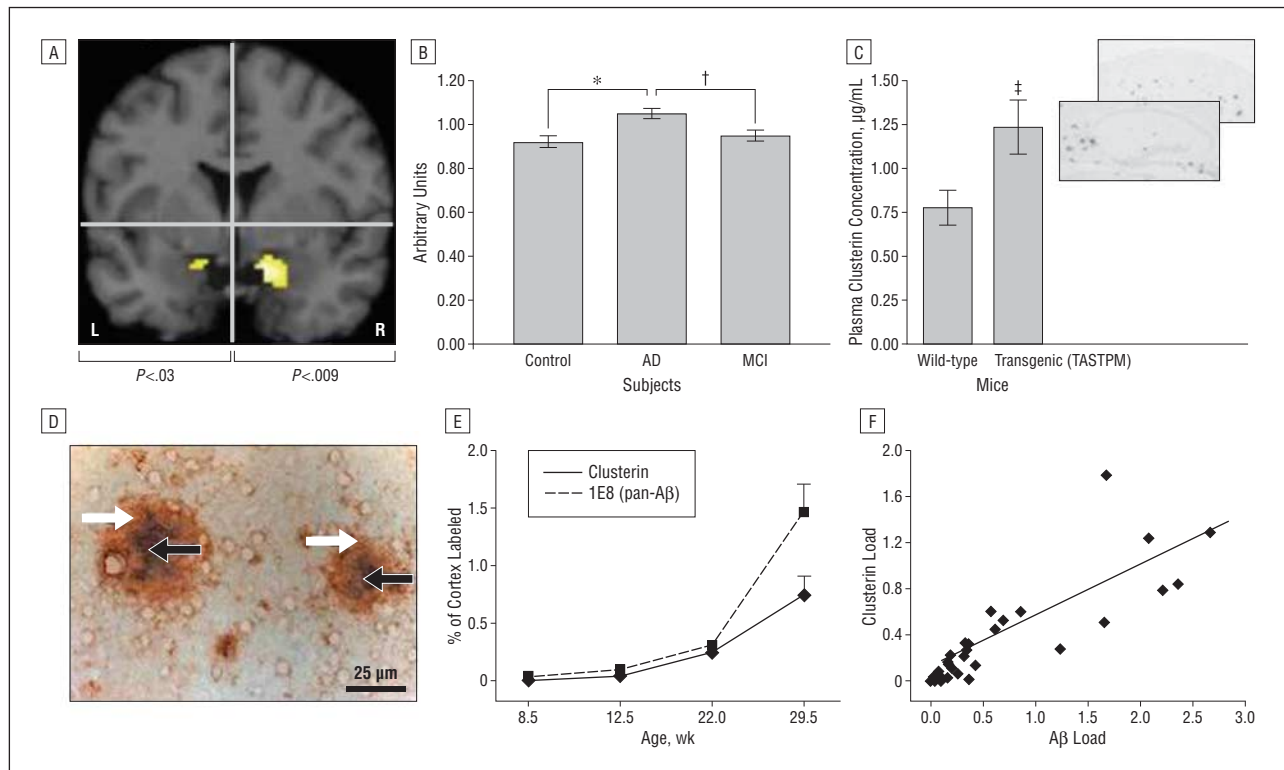 A
L
R
P<.03
P<.009
B
Arbitrary Units
1.20
1.00
0.80
0.60
0.40
0.20
0.00
*
†
Control
AD
MCI
Subjects
C
Plasma Clusterin Concentration, µg/mL
1.50
1.25
1.00
0.75
0.50
0.25
0.00
‡
Wild-type
Transgenic (TASTPM)
Mice
D
25 µm
E
% of Cortex Labeled
2.0
1.5
1.0
0.5
0
Clusterin
1E8 (pan-Aβ)
8.5
12.5
22.0
29.5
Age, wk
F
Clusterin Load
2.0
1.6
1.2
0.8
0.4
0
0.0
0.5
1.0
1.5
2.0
2.5
3.0
Aβ Load